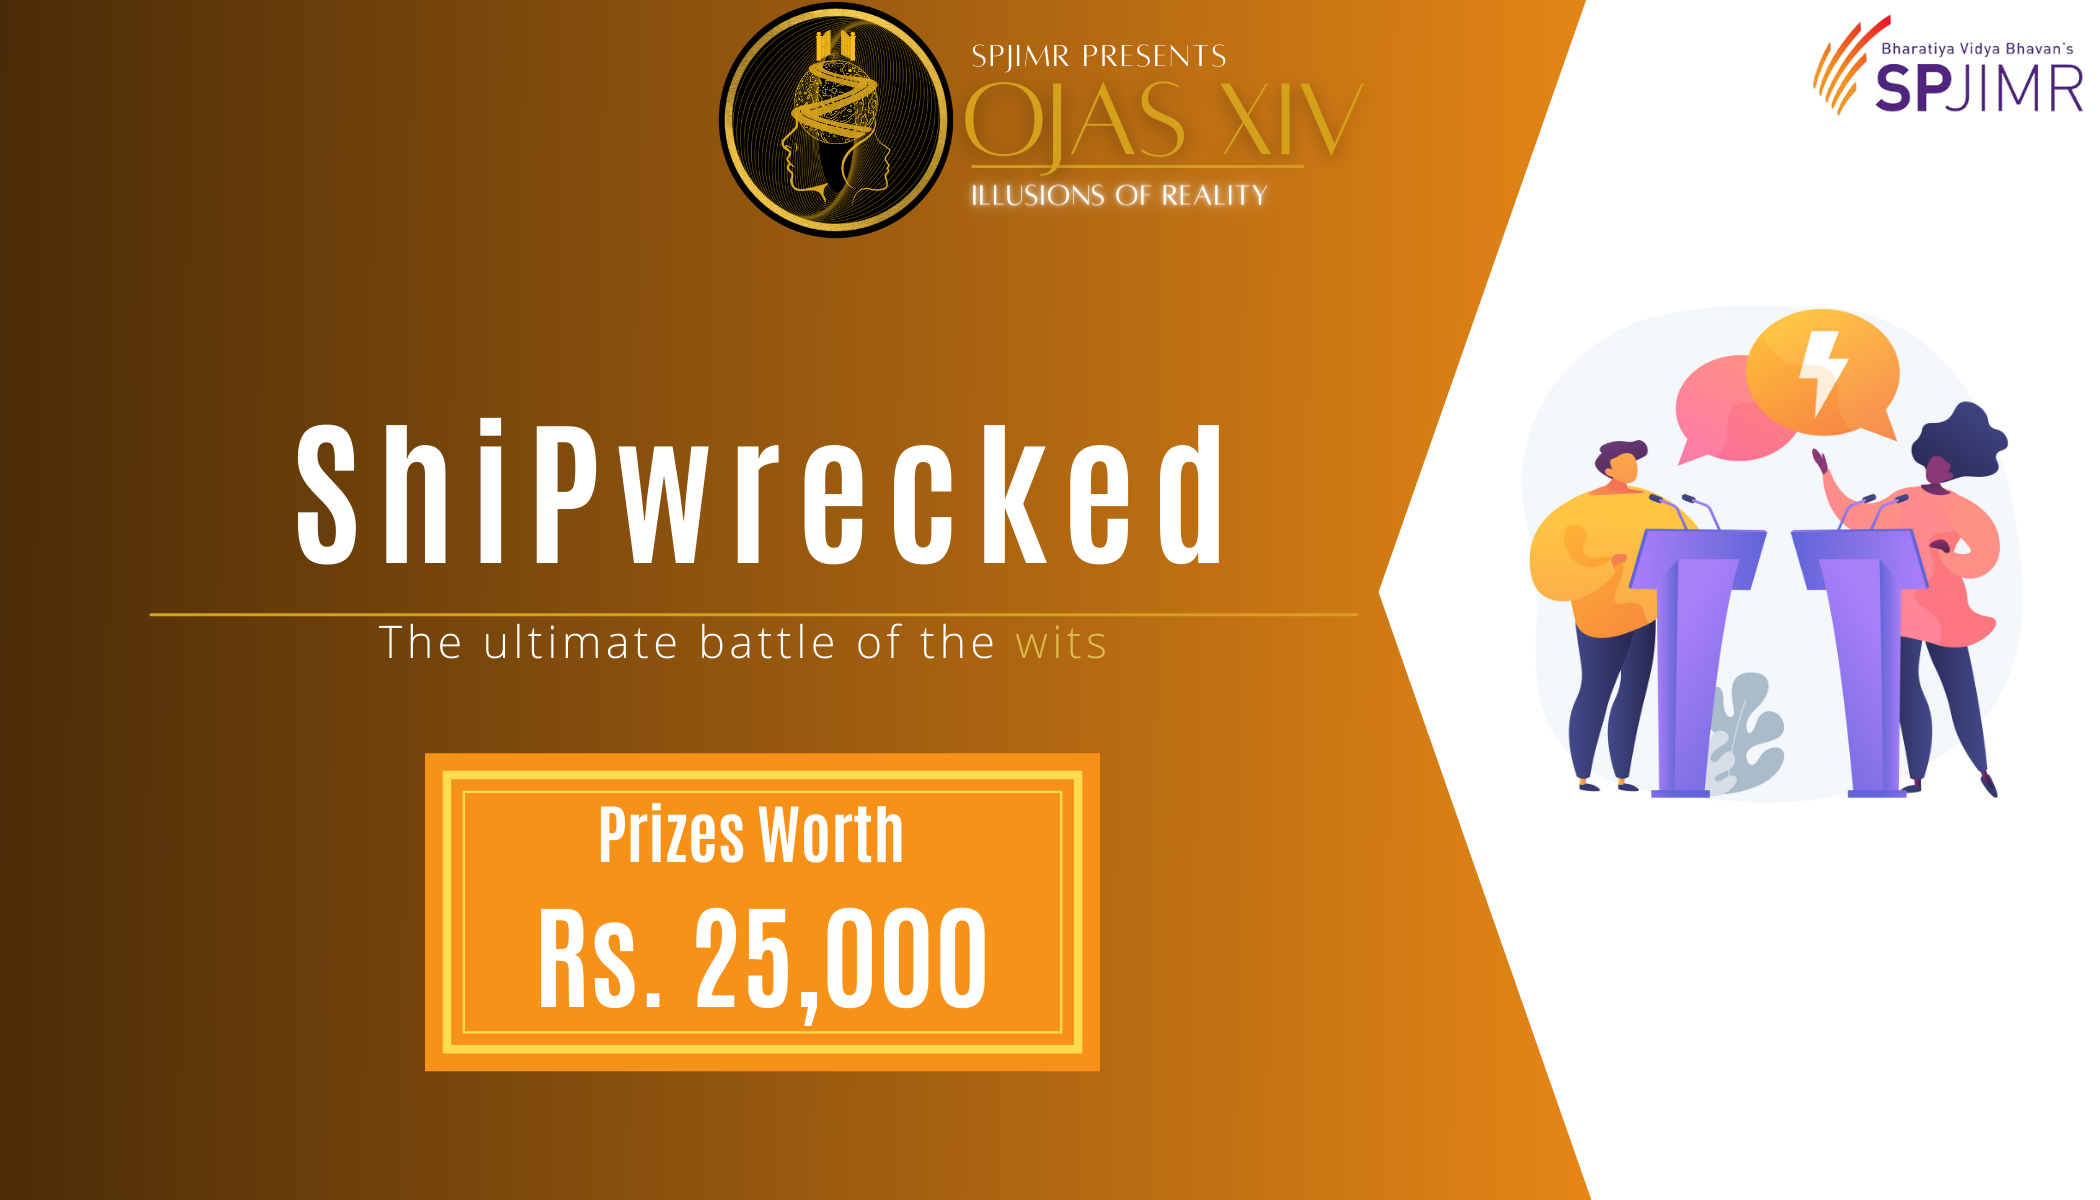 SPJIMR PRESENTS
OJAS XIV
ILLUSIONS OF REALITY
Bharatiya Vidya Bhavan's
SPJIMR
ShiPwrecked
The ultimate battle of the wits
Prizes Worth
Rs. 25,000